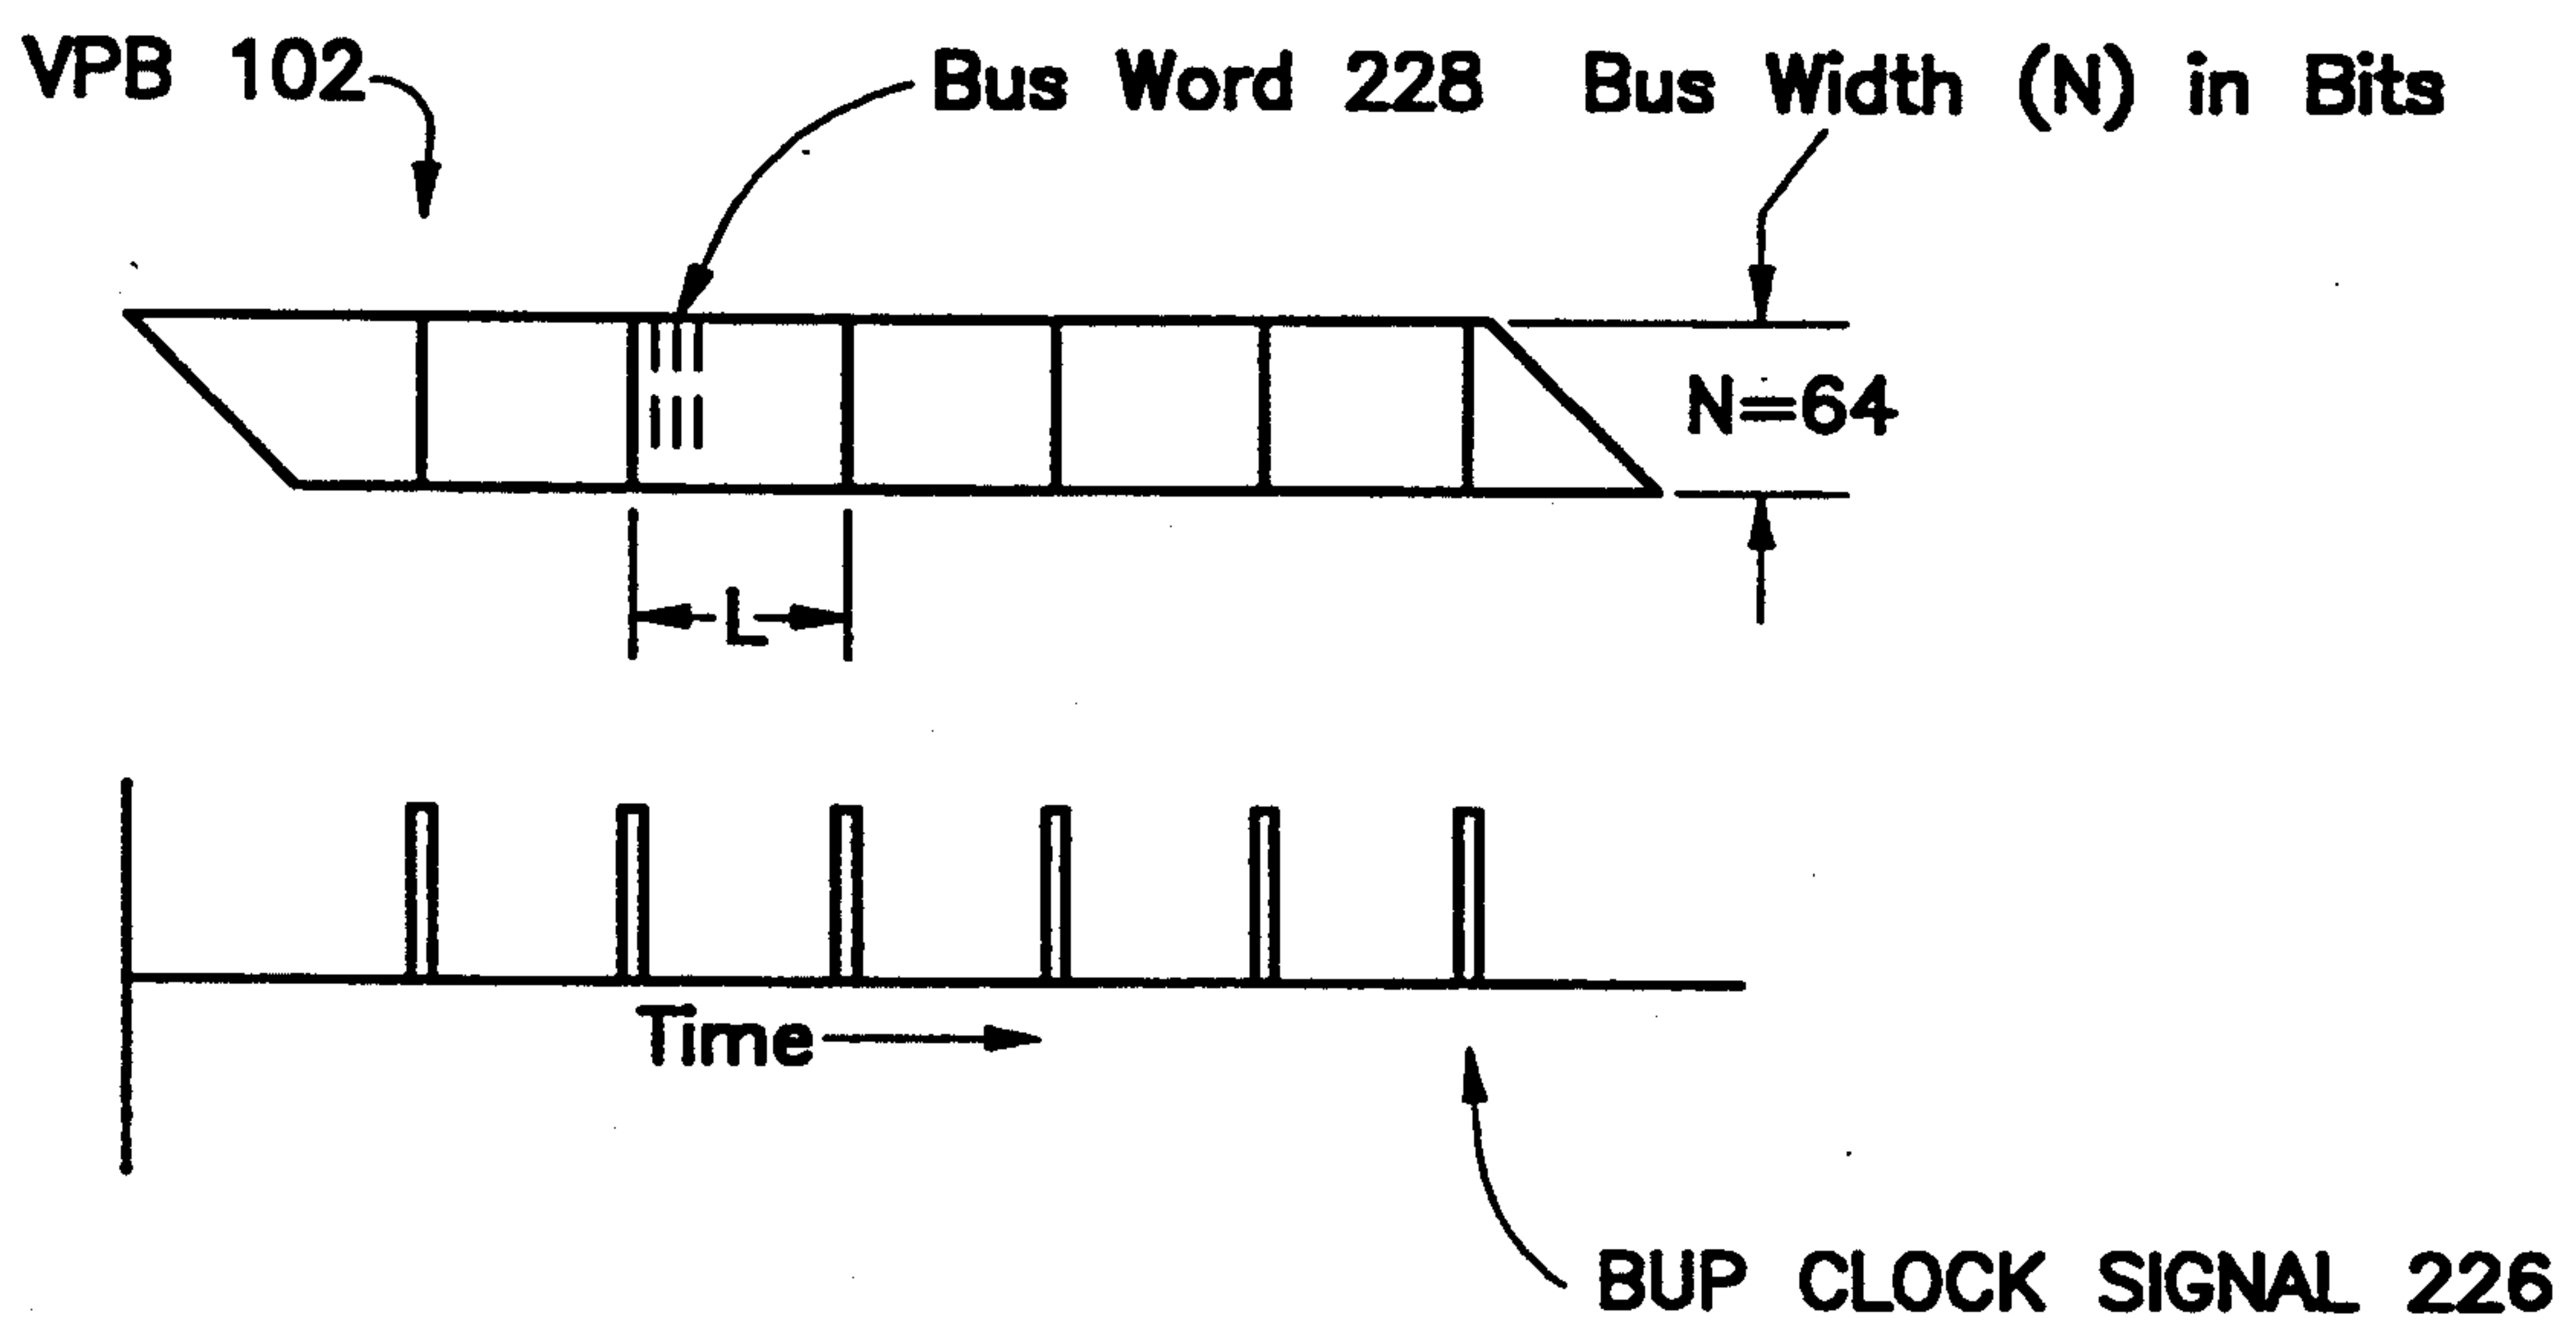 VPB 102
Bus Word 228
Bus Width (N) in Bits
N=64
L
Time
BUP CLOCK SIGNAL 226